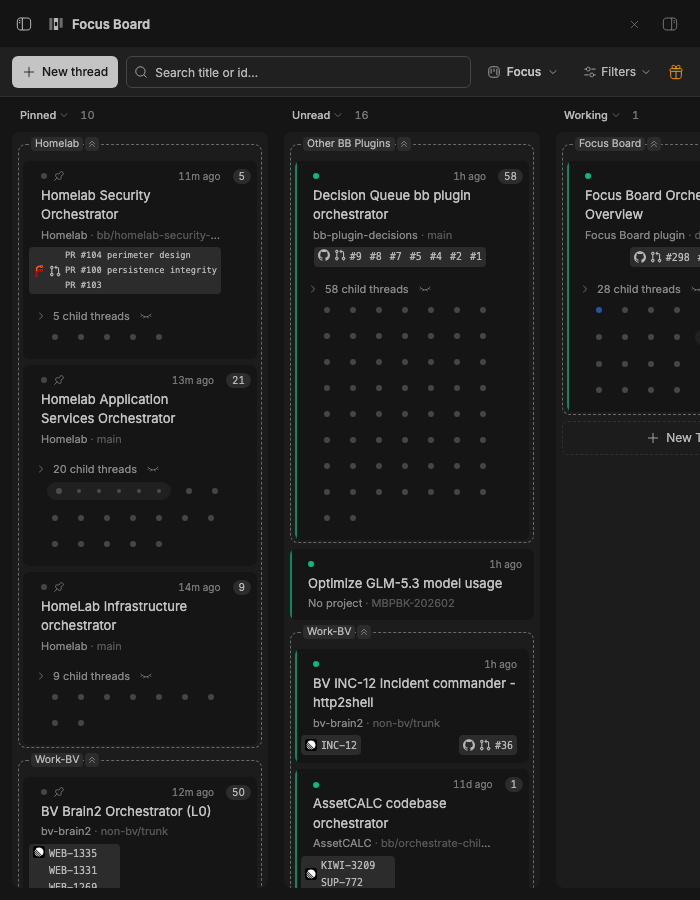 Focus Board
New thread
Search title or id...
Focus
Filters
Pinned 10
Homelab
11m ago 5
Homelab Security
Orchestrator
Homelab · bb/homelab-security-...
PR #104 perimeter design
PR #100 persistence integrity
PR #103
5 child threads
13m ago 21
Homelab Application
Services Orchestrator
Homelab · main
20 child threads
14m ago 9
HomeLab Infrastructure
orchestrator
Homelab · main
9 child threads
Work-BV
12m ago 50
BV Brain2 Orchestrator (L0)
bv-brain2 · non-bv/trunk
WEB-1335
WEB-1331
WEB-1269
Unread 16
Other BB Plugins
1h ago 58
Decision Queue bb plugin
orchestrator
bb-plugin-decisions · main
#9 #8 #7 #5 #4 #2 #1
58 child threads
1h ago
Optimize GLM-5.3 model usage
No project · MBPBK-202602
Work-BV
1h ago
BV INC-12 Incident commander -
http2shell
bv-brain2 · non-bv/trunk
INC-12 #36
11d ago 1
AssetCALC codebase
orchestrator
AssetCALC · bb/orchestrate-chil...
KIWI-3209
SUP-772
Working 1
Focus Board
Focus Board Orche
Overview
Focus Board plugin · d
#298 #
28 child threads
New T